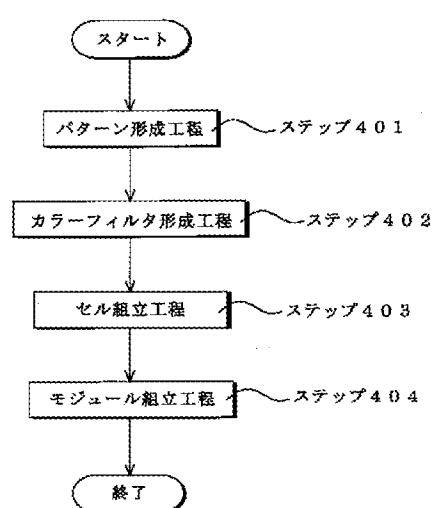 スタート
パターン形成工程 ステップ401
カラーフィルタ形成工程 ステップ402
セル組立工程 ステップ403
モジュール組立工程 ステップ404
終了